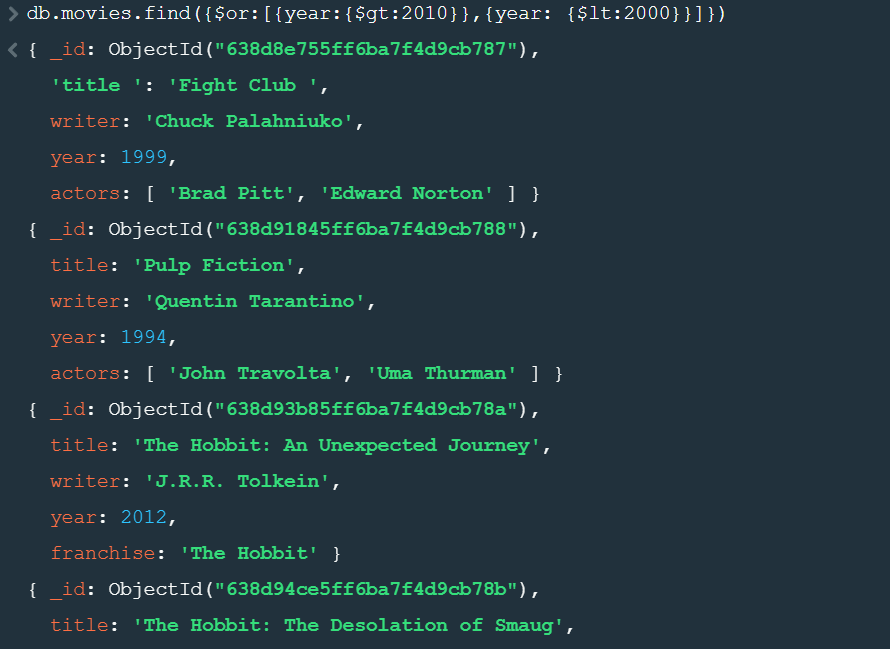 > db.movies.find({$or:[{year:{$gt:2010}},{year: {$lt:2000}}]})
< { _id: ObjectId("638d8e755ff6ba7f4d9cb787"),
'title ': 'Fight Club ',
writer: 'Chuck Palahniuko',
year: 1999,
actors: [ 'Brad Pitt', 'Edward Norton' ] }
{ _id: ObjectId("638d91845ff6ba7f4d9cb788"),
title: 'Pulp Fiction',
writer: 'Quentin Tarantino',
year: 1994,
actors: [ 'John Travolta', 'Uma Thurman' ] }
{ _id: ObjectId("638d93b85ff6ba7f4d9cb78a"),
title: 'The Hobbit: An Unexpected Journey',
writer: 'J.R.R. Tolkein',
year: 2012,
franchise: 'The Hobbit' }
{ _id: ObjectId("638d94ce5ff6ba7f4d9cb78b"),
title: 'The Hobbit: The Desolation of Smaug',